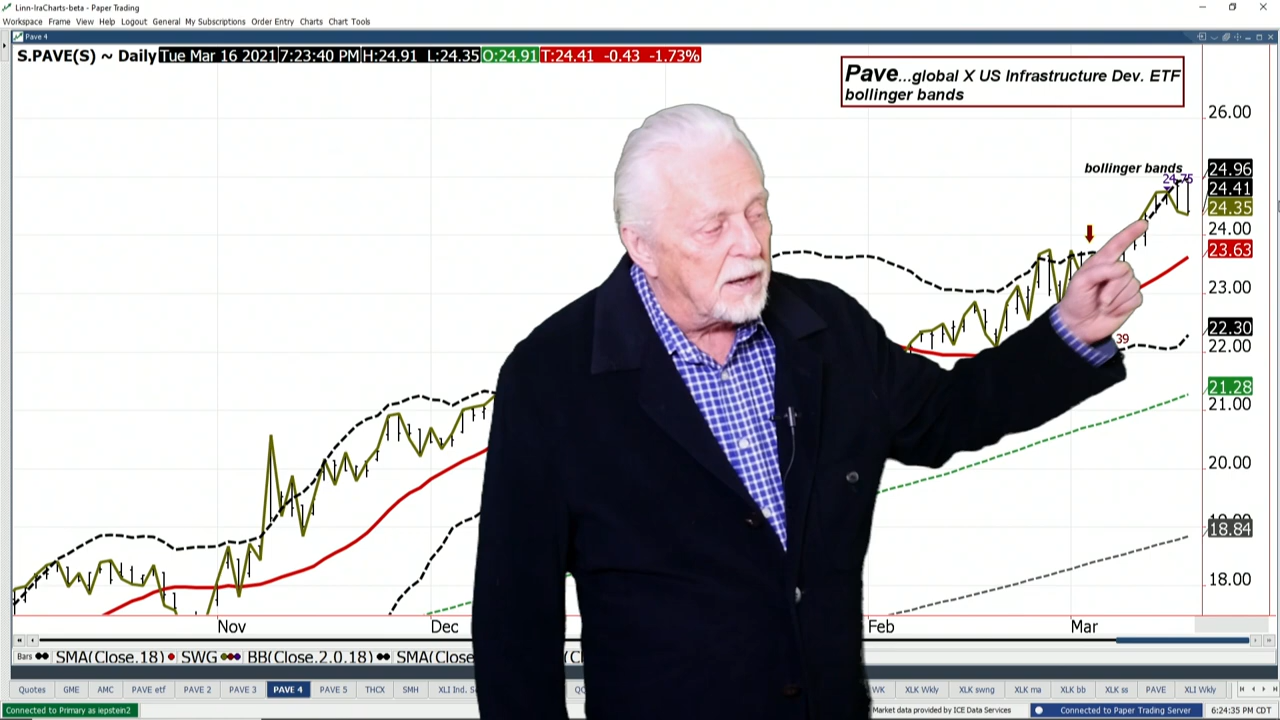 Linn-IraCharts-beta - Paper Trading
Workspace Frame View Help Logout General My Subscriptions Order Entry Charts Chart Tools
Pave 4
S.PAVE(S) ~ Daily Tue Mar 16 2021 7:23:40 PM H:24.91 L:24.35 O:24.91 T:24.41 -0.43 -1.73%
Pave...global X US Infrastructure Dev. ETF
bollinger bands
26.00
bollinger bands
24.75
24.96
24.41
24.35
24.00
23.63
23.00
39
22.30
22.00
21.28
21.00
20.00
18.84
18.00
Nov Dec Feb Mar
Bars SMA(Close.18) SWG BB(Close.2.0.18) SMA(Close
Quotes GME AMC PAVE etf PAVE 2 PAVE 3 PAVE 4 PAVE 5 THCX SMH XLI Ind. WK XLK Wkly XLK swng XLK ma XLK bb XLK ss PAVE XLI Wkly
Connected to Primary as iepstein2 Market data provided by ICE Data Services Connected to Paper Trading Server 6:24:35 PM CDT